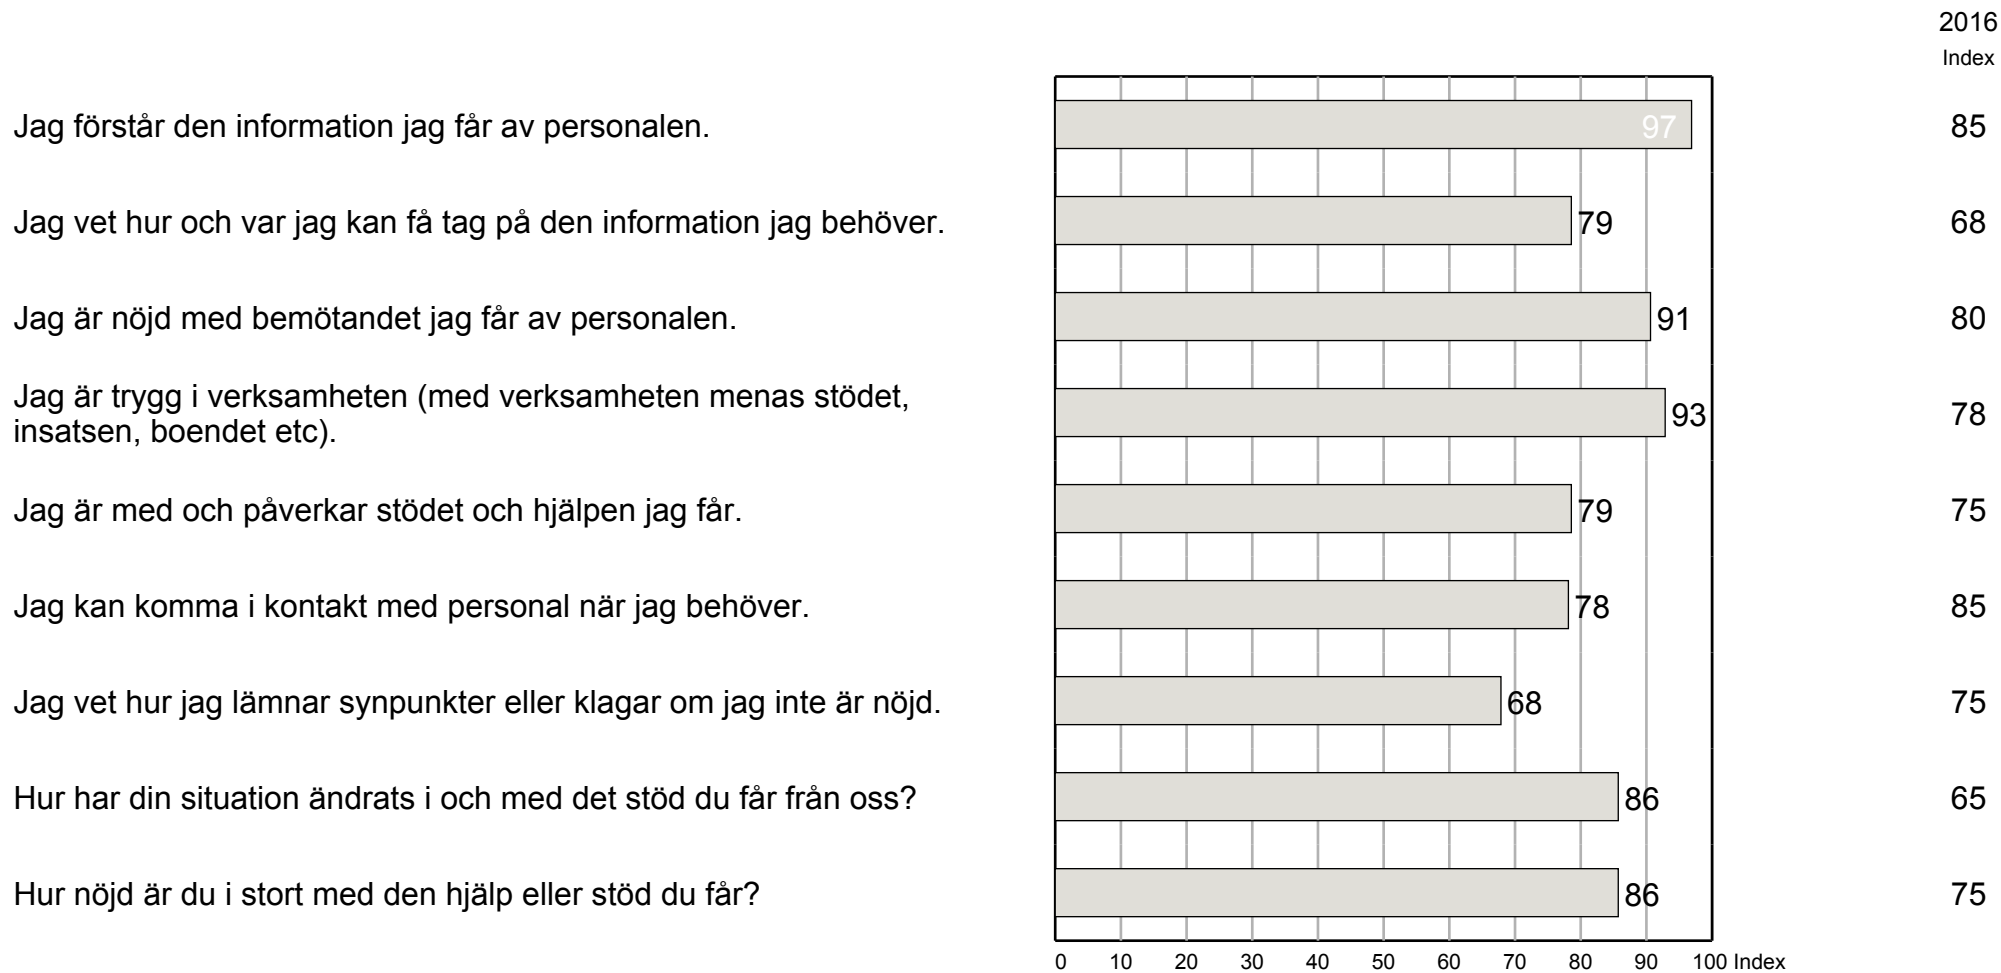 2016
Index
Jag förstår den information jag får av personalen. 97 85
Jag vet hur och var jag kan få tag på den information jag behöver. 79 68
Jag är nöjd med bemötandet jag får av personalen. 91 80
Jag är trygg i verksamheten (med verksamheten menas stödet,
insatsen, boendet etc). 93 78
Jag är med och påverkar stödet och hjälpen jag får. 79 75
Jag kan komma i kontakt med personal när jag behöver. 78 85
Jag vet hur jag lämnar synpunkter eller klagar om jag inte är nöjd. 68 75
Hur har din situation ändrats i och med det stöd du får från oss? 86 65
Hur nöjd är du i stort med den hjälp eller stöd du får? 86 75
0 10 20 30 40 50 60 70 80 90 100 Index